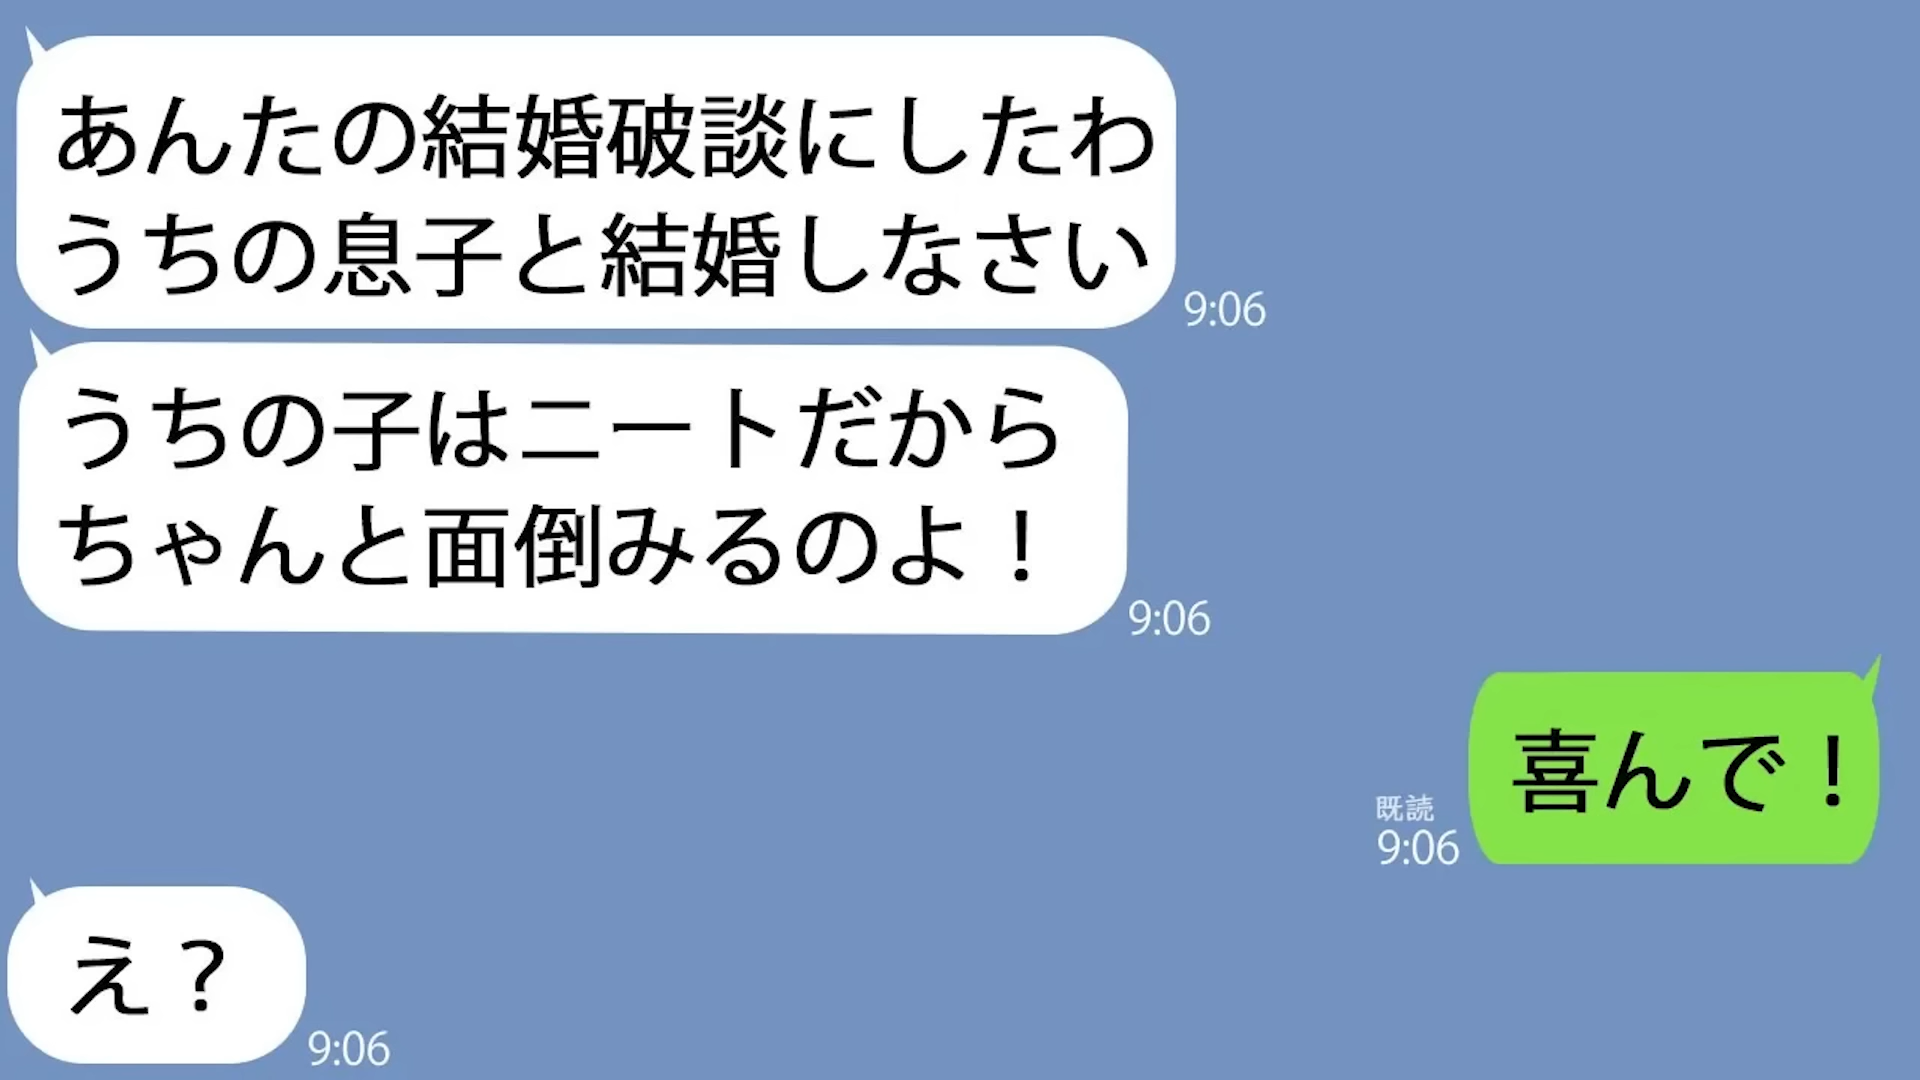 あんたの結婚破談にしたわ
うちの息子と結婚しなさい
9:06
うちの子はニートだから
ちゃんと面倒みるのよ！
9:06
喜んで！
既読
9:06
え？
9:06